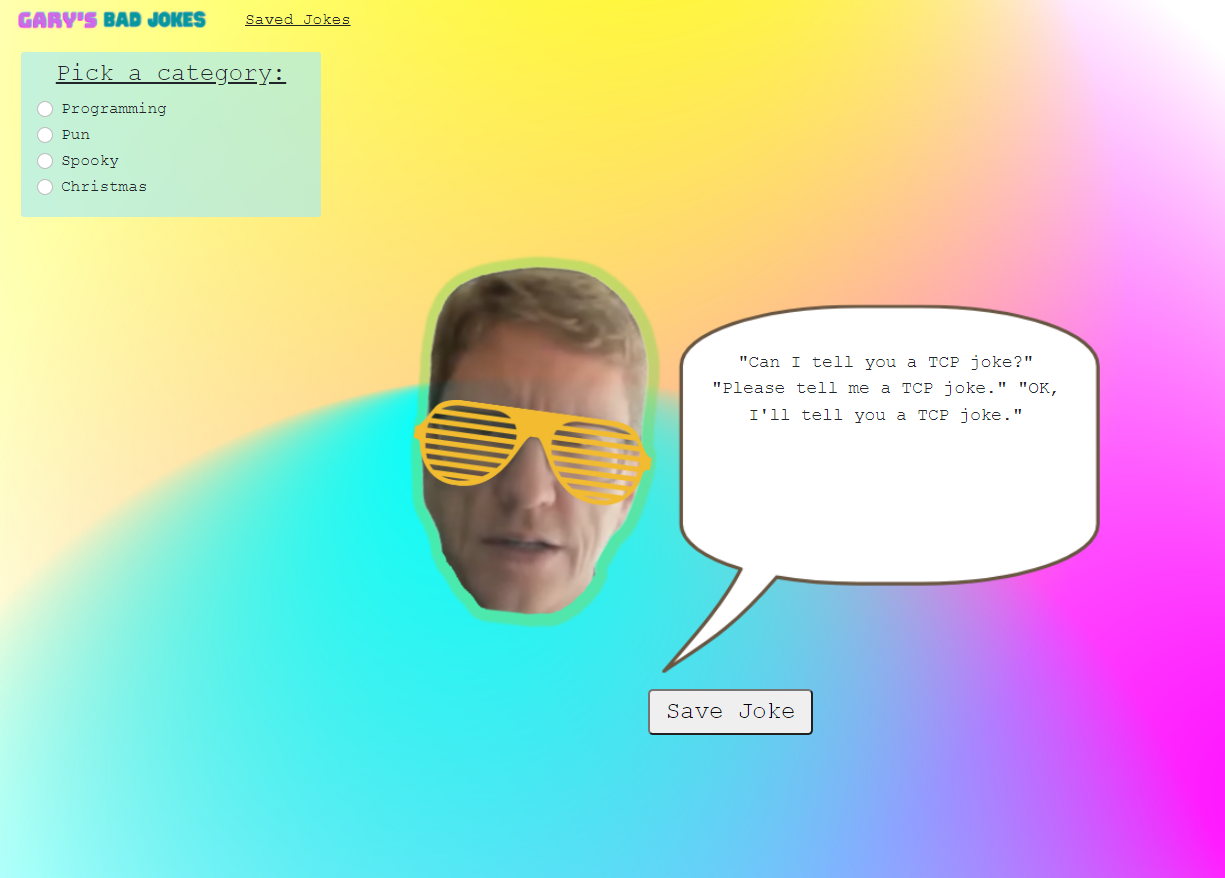 GARY'S BAD JOKES
Saved Jokes
Pick a category:
Programming
Pun
Spooky
Christmas
"Can I tell you a TCP joke?"
"Please tell me a TCP joke." "OK,
I'll tell you a TCP joke."
Save Joke